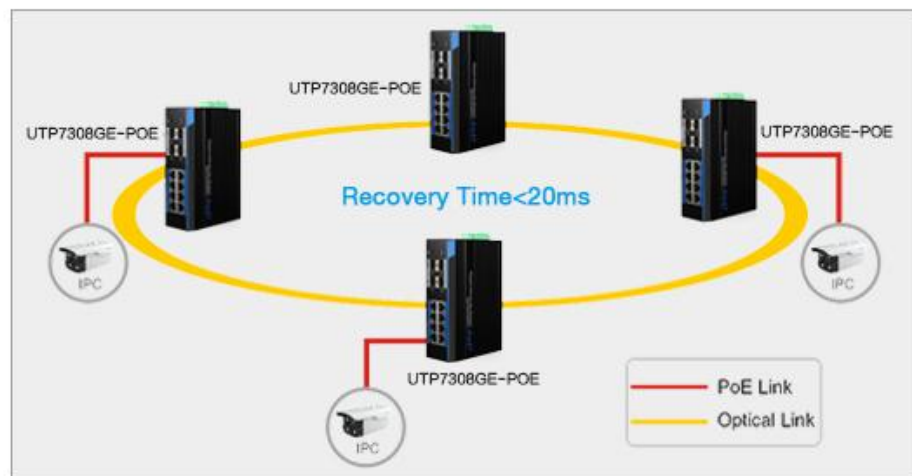 UTP7308GE-POE
UTP7308GE-POE
UTP7308GE-POE
Recovery Time<20ms
IPC
IPC
UTP7308GE-POE
IPC
PoE Link
Optical Link